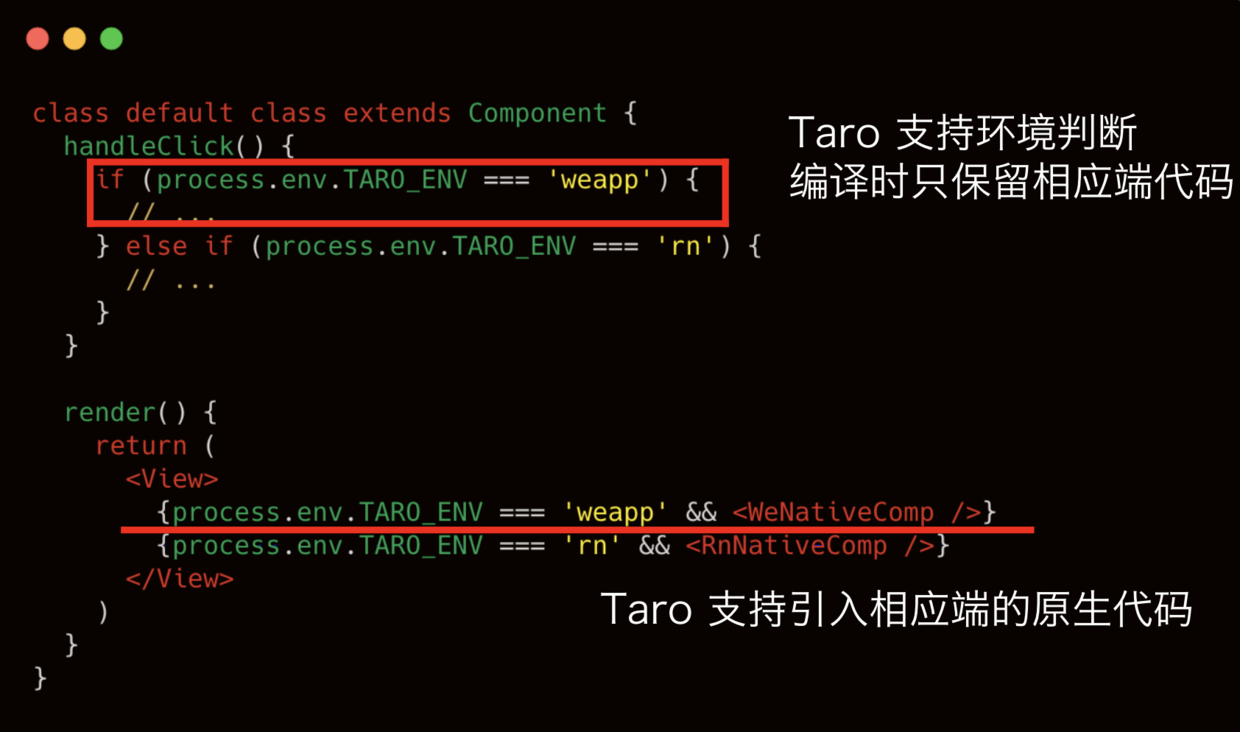 class default class extends Component {
handleClick() {
if (process.env.TARO_ENV === 'weapp') {
// ...
} else if (process.env.TARO_ENV === 'rn') {
// ...
}
}
Taro 支持环境判断
编译时只保留相应端代码
render() {
return (
<View>
{process.env.TARO_ENV === 'weapp' && <WeNativeComp />}
{process.env.TARO_ENV === 'rn' && <RnNativeComp />}
</View>
)
}
}
Taro 支持引入相应端的原生代码